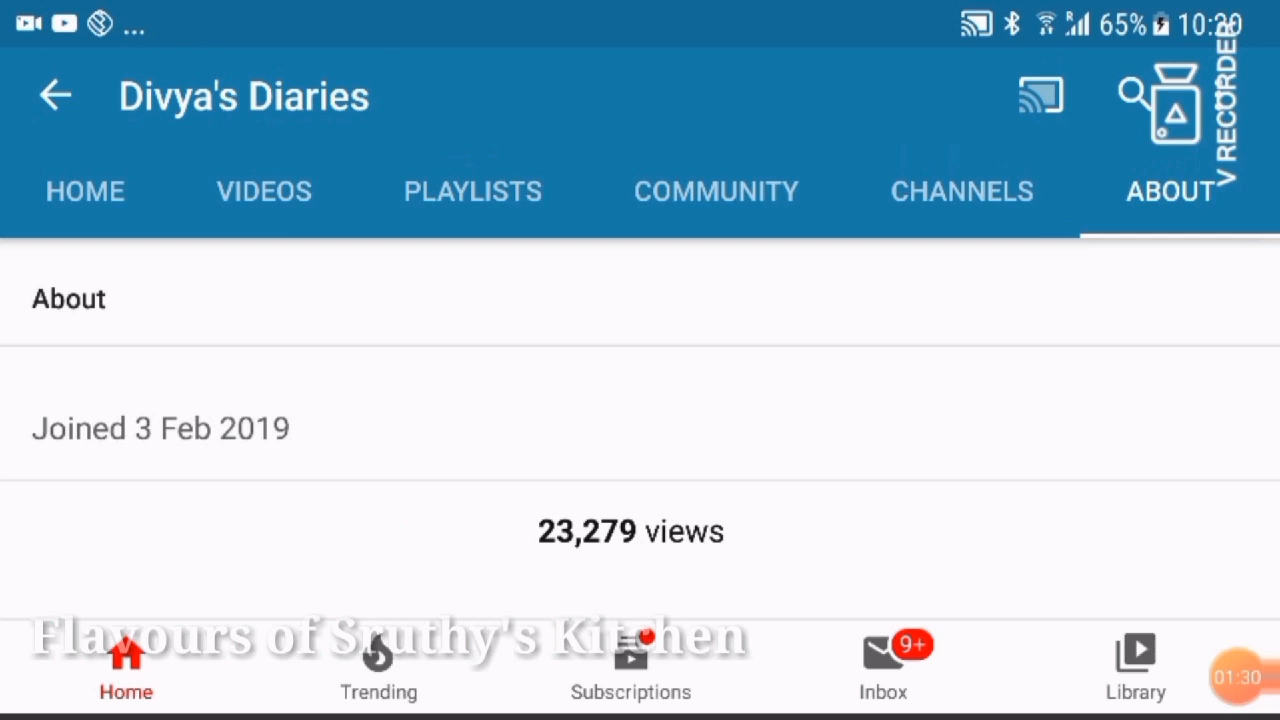 ... 65% 10:20
Divya's Diaries
V RECORDER
HOME VIDEOS PLAYLISTS COMMUNITY CHANNELS ABOUT
About
Joined 3 Feb 2019
23,279 views
Flavours of Sruthy's Kitchen
9+
Home Trending Subscriptions Inbox Library
01:30